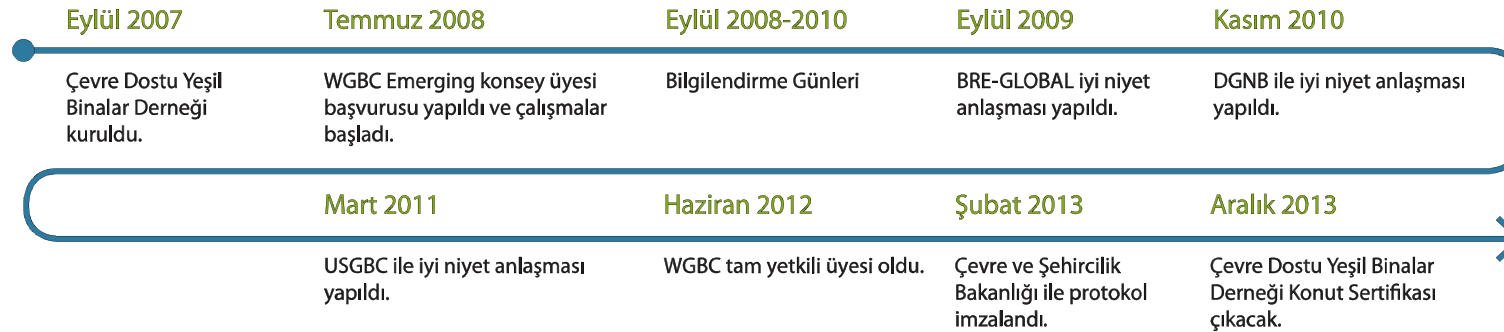 Eylül 2007
Çevre Dostu Yeşil
Binalar Derneği
kuruldu.
Temmuz 2008
WGBC Emerging konsey üyesi
başvurusu yapıldı ve çalışmalar
başladı.
Eylül 2008-2010
Bilgilendirme Günleri
Eylül 2009
BRE-GLOBAL iyi niyet
anlaşması yapıldı.
Kasım 2010
DGNB ile iyi niyet anlaşması
yapıldı.
Mart 2011
USGBC ile iyi niyet anlaşması
yapıldı.
Haziran 2012
WGBC tam yetkili üyesi oldu.
Şubat 2013
Çevre ve Şehircilik
Bakanlığı ile protokol
imzalandı.
Aralık 2013
Çevre Dostu Yeşil Binalar
Derneği Konut Sertifikası
çıkacak.